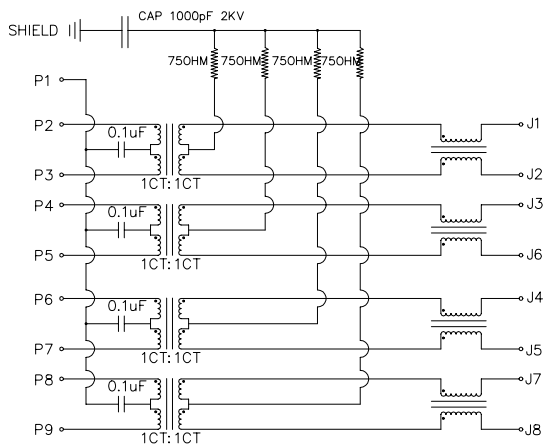 CAP 1000pF 2KV
SHIELD
75OHM 75OHM 75OHM 75OHM
P1
P2 0.1uF J1
P3 1CT:1CT J2
P4 0.1uF J3
P5 1CT:1CT J6
P6 0.1uF J4
P7 1CT:1CT J5
P8 0.1uF J7
P9 1CT:1CT J8